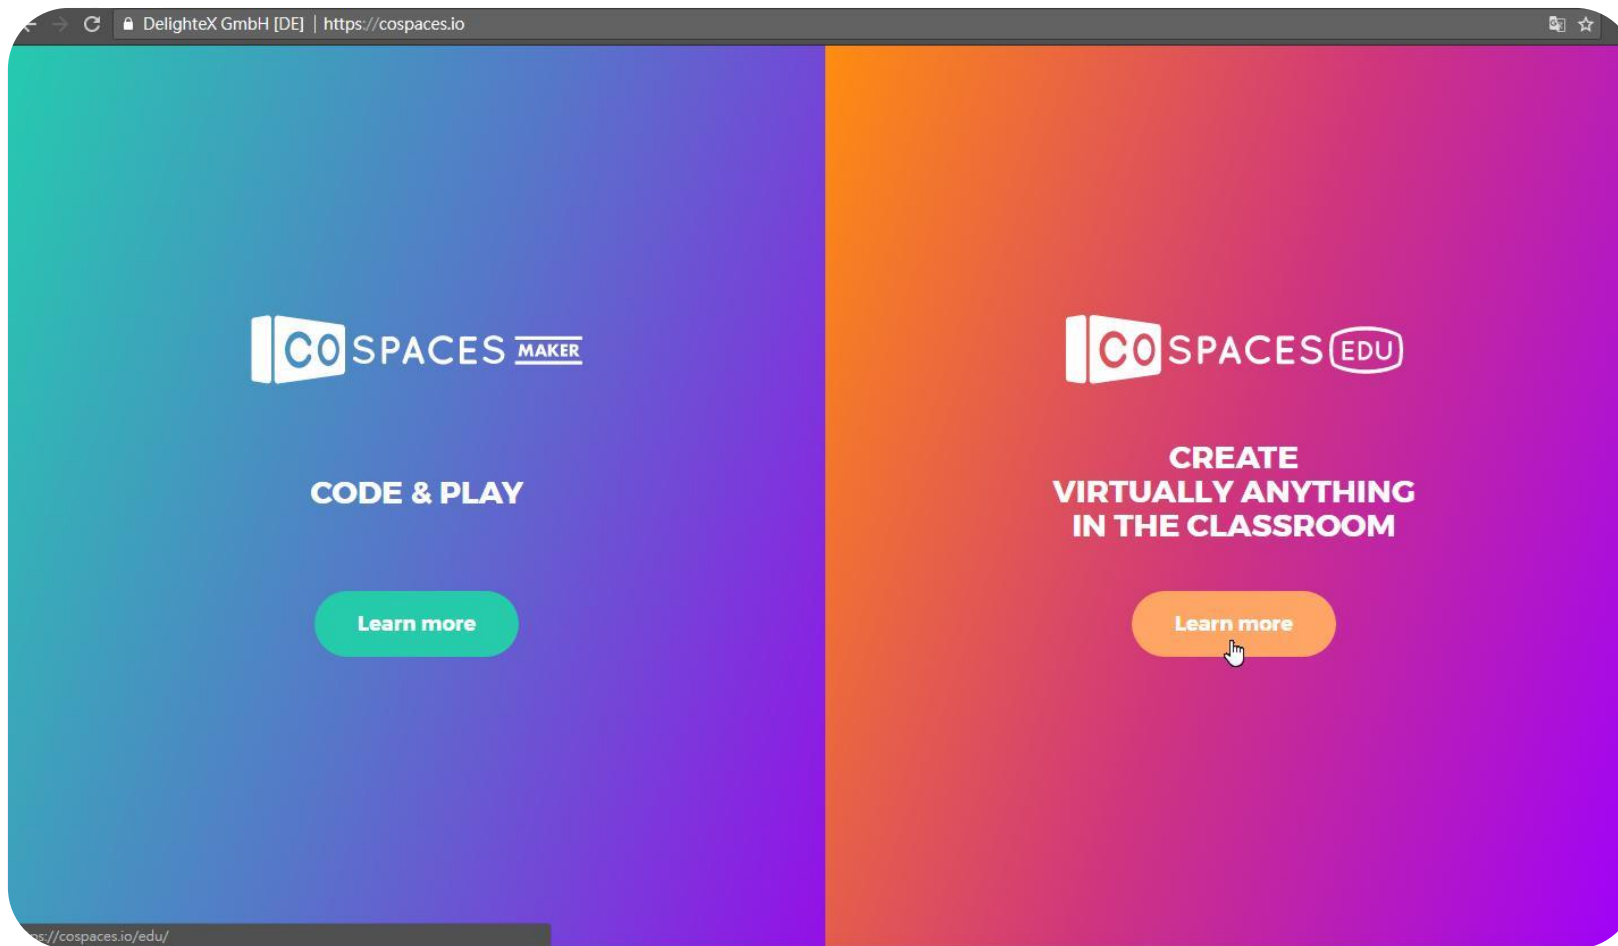 DelighteX GmbH [DE] | https://cospaces.io
CO SPACES MAKER
CODE & PLAY
Learn more
CO SPACES EDU
CREATE
VIRTUALLY ANYTHING
IN THE CLASSROOM
Learn more
ps://cospaces.io/edu/